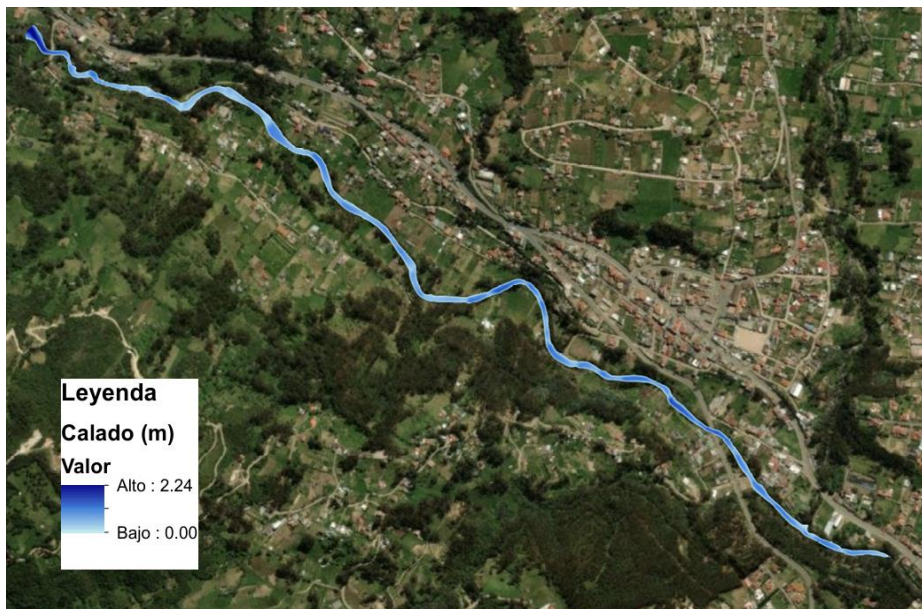 Leyenda
Calado (m)
Valor
Alto : 2.24
Bajo : 0.00